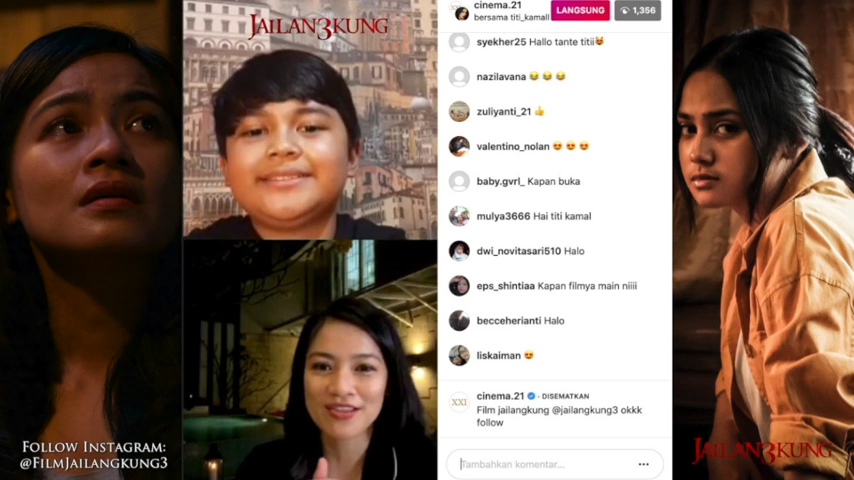 JAILAN3KUNG
cinema.21
bersama titi_kamall
LANGSUNG
1,356
syekher25 Hallo tante titii😻
nazilavana 😂 😂 😂
zuliyanti_21 👍
valentino_nolan 😍 😍 😍
baby.gvrl_ Kapan buka
mulya3666 Hai titi kamal
dwi_novitasari510 Halo
eps_shintiaa Kapan filmya main niii
becceherianti Halo
liskaiman 😍
XXI
cinema.21 · DISEMATKAN
Film jailangkung @jailangkung3 okkk
follow
Tambahkan komentar...
FOLLOW INSTAGRAM:
@FILMJAILANGKUNG3
JAILAN3KUNG